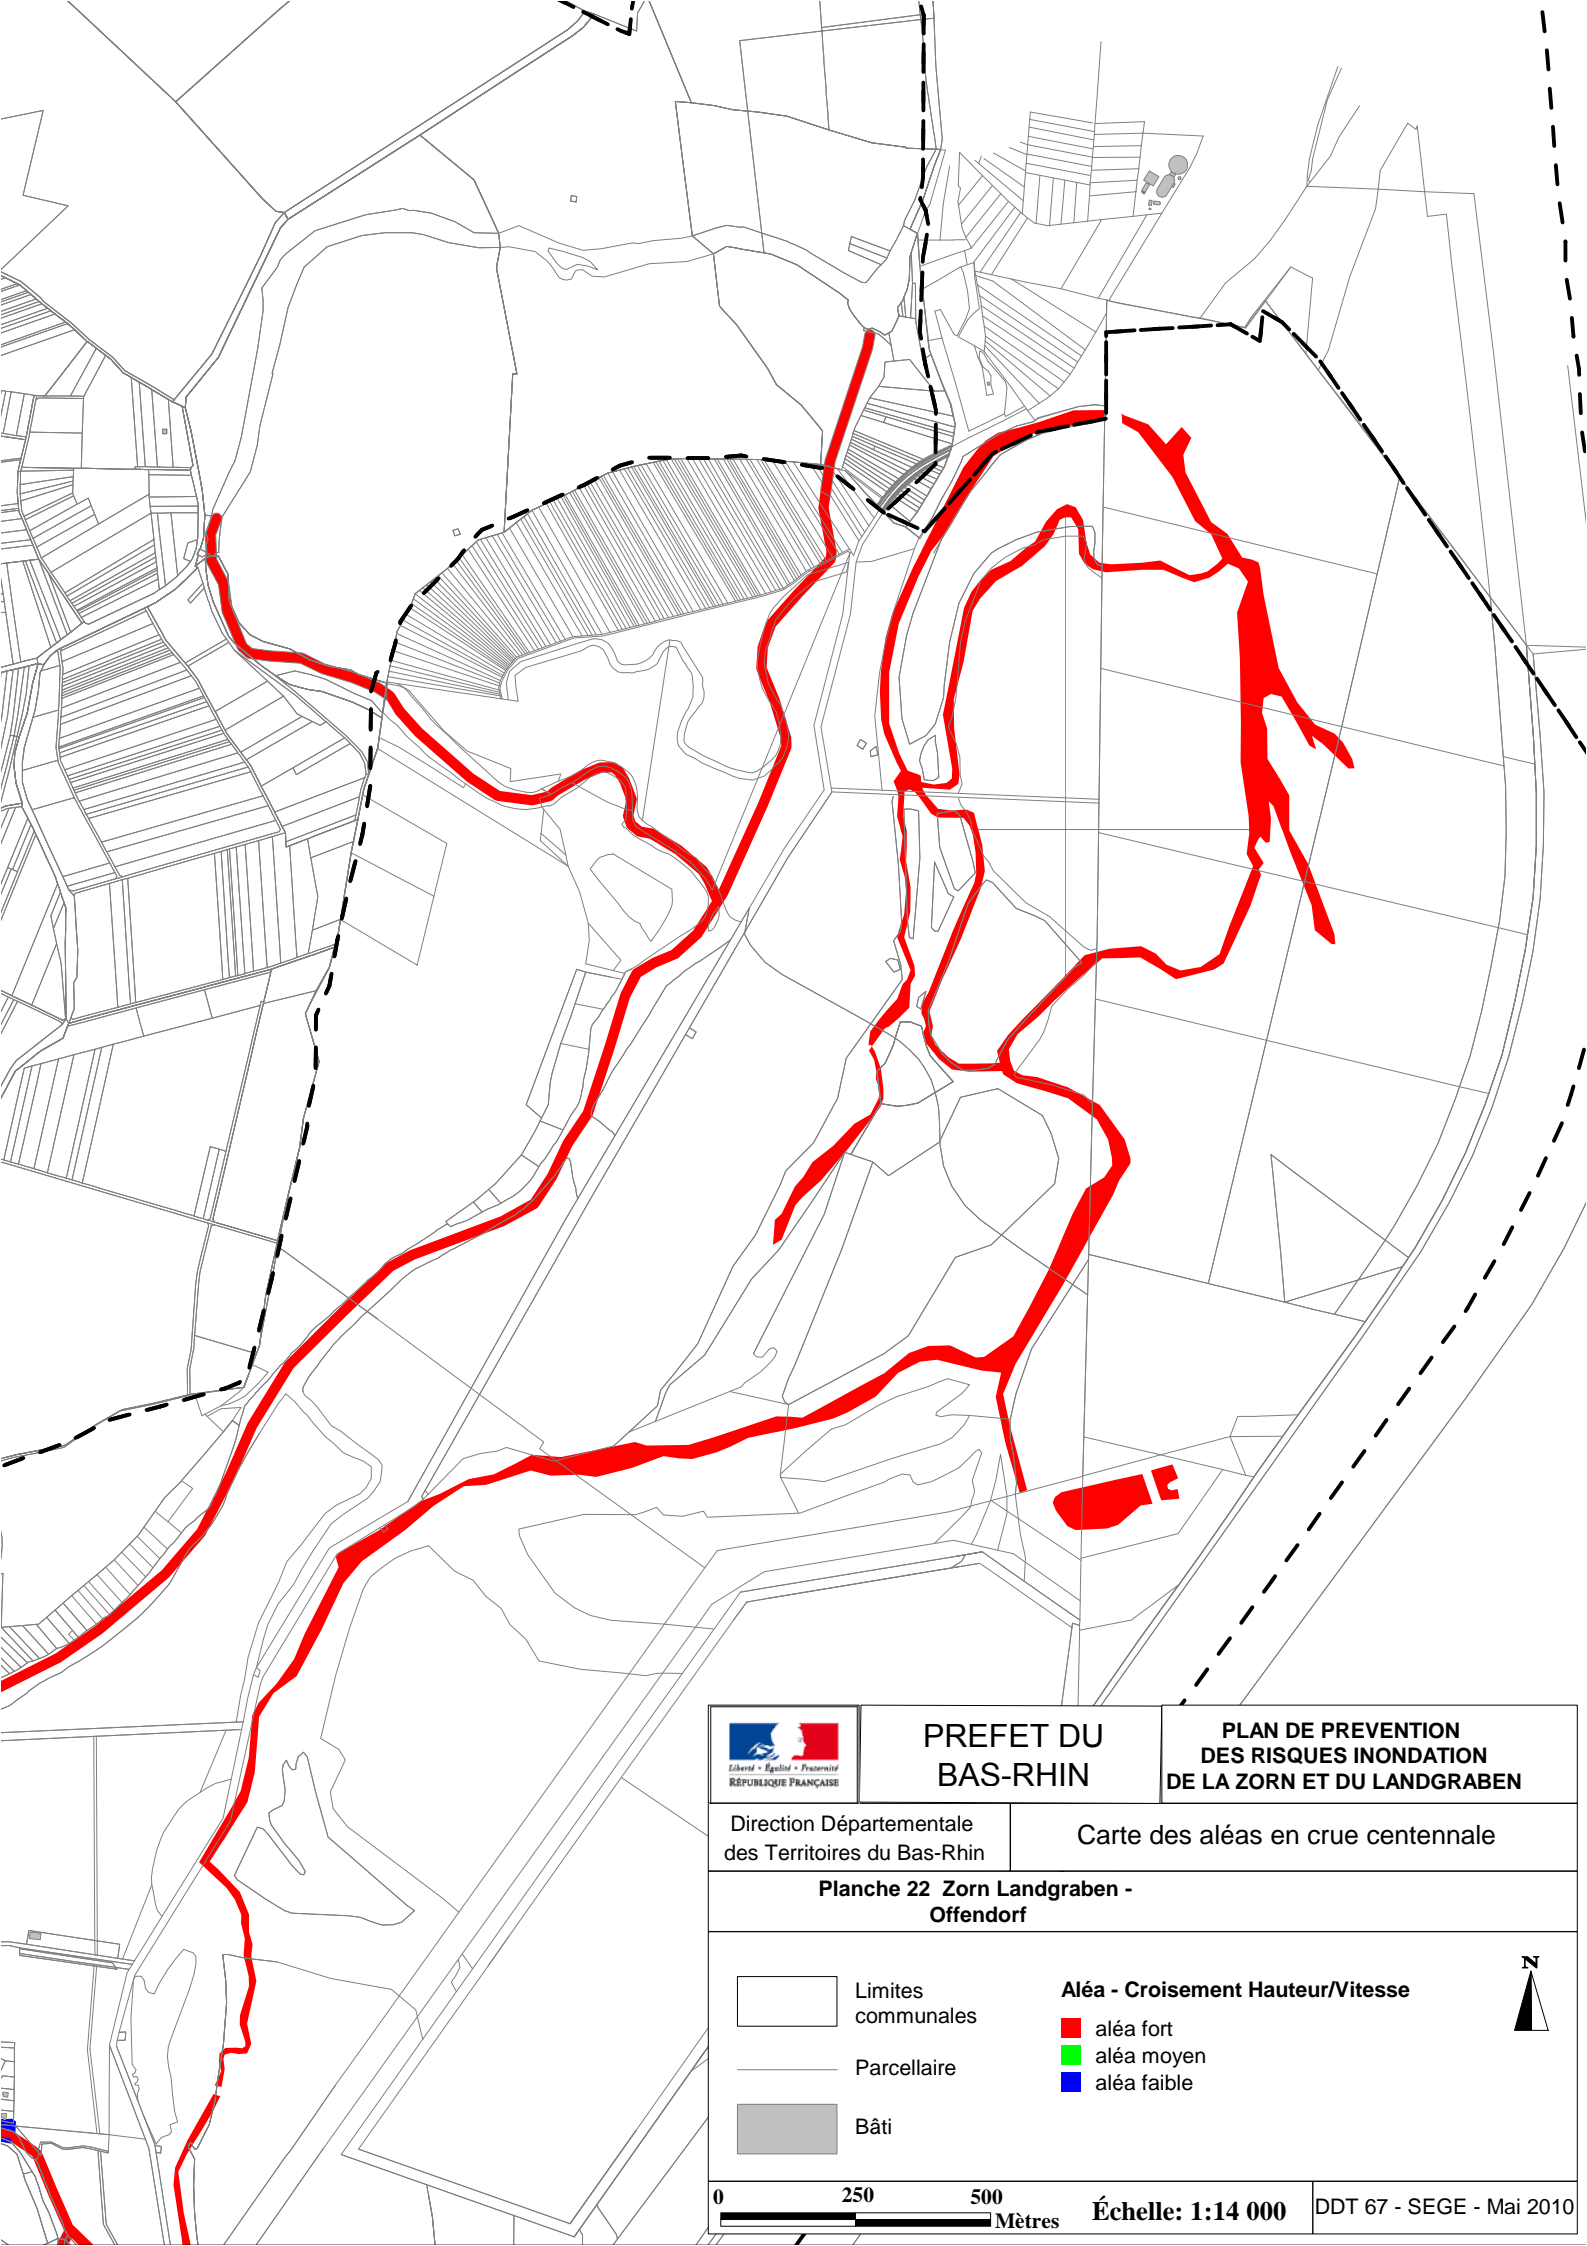 Liberté • Égalité • Fraternité
RÉPUBLIQUE FRANÇAISE
PREFET DU
BAS-RHIN
PLAN DE PREVENTION
DES RISQUES INONDATION
DE LA ZORN ET DU LANDGRABEN
Direction Départementale
des Territoires du Bas-Rhin
Carte des aléas en crue centennale
Planche 22 Zorn Landgraben -
Offendorf
Limites
communales
Parcellaire
Bâti
Aléa - Croisement Hauteur/Vitesse
aléa fort
aléa moyen
aléa faible
N
0 250 500
Mètres
Échelle: 1:14 000
DDT 67 - SEGE - Mai 2010